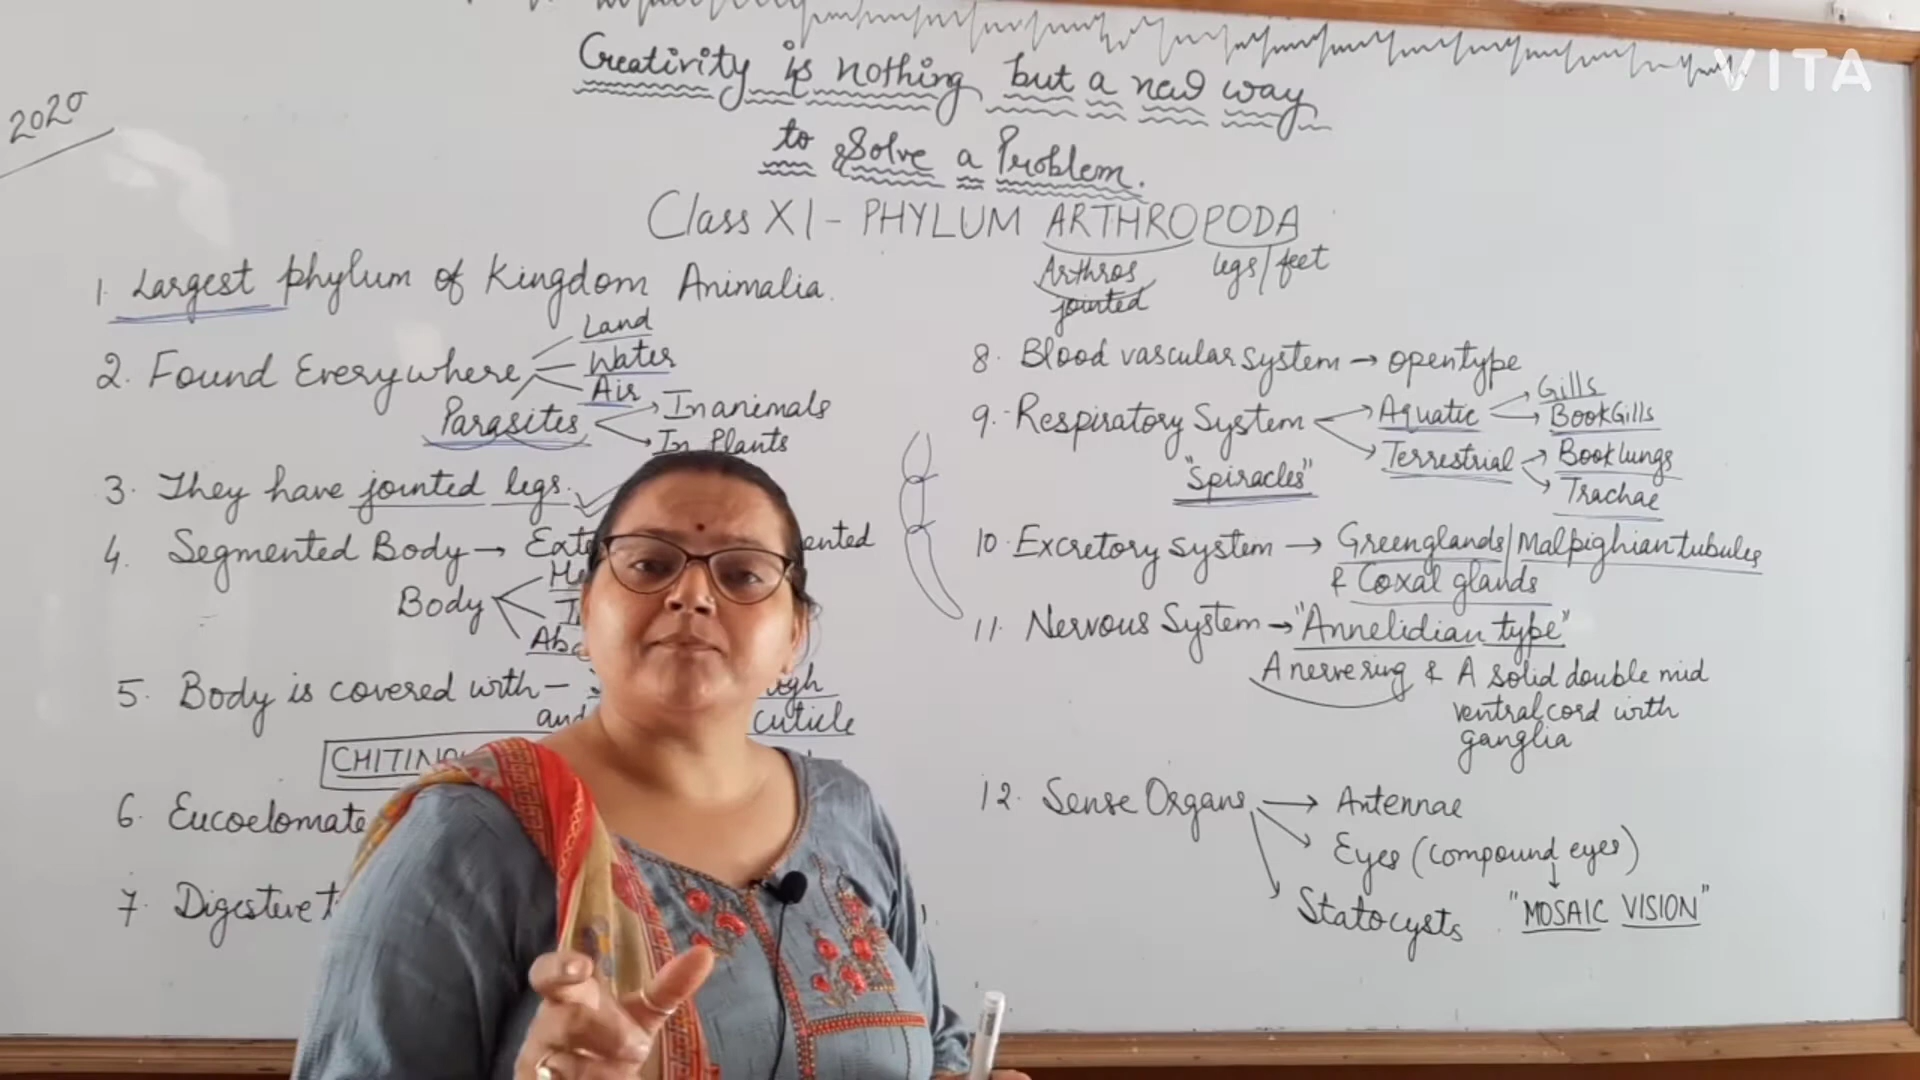 VITA
2020
Creativity is nothing but a new way
to Solve a Problem.
Class XI - PHYLUM ARTHROPODA
Arthros legs/feet
jointed
1. Largest phylum of Kingdom Animalia.
2. Found Everywhere
Land
Water
Air
Parasites
In animals
In Plants
3. They have jointed legs.
4. Segmented Body →
Body
5. Body is covered with -
and cuticle
6. Eucoelomate
7. Digestive
8. Blood vascular system → open type
9. Respiratory System
Aquatic
Gills
Book Gills
Terrestrial
Book lungs
Trachae
"Spiracles"
10. Excretory system → Greenglands/Malpighian tubules
& Coxal glands
11. Nervous System → "Annelidian type"
A nerve ring & A solid double mid
ventral cord with
ganglia
12. Sense Organs → Antennae
Eyes (compound eyes)
Statocysts "MOSAIC VISION"